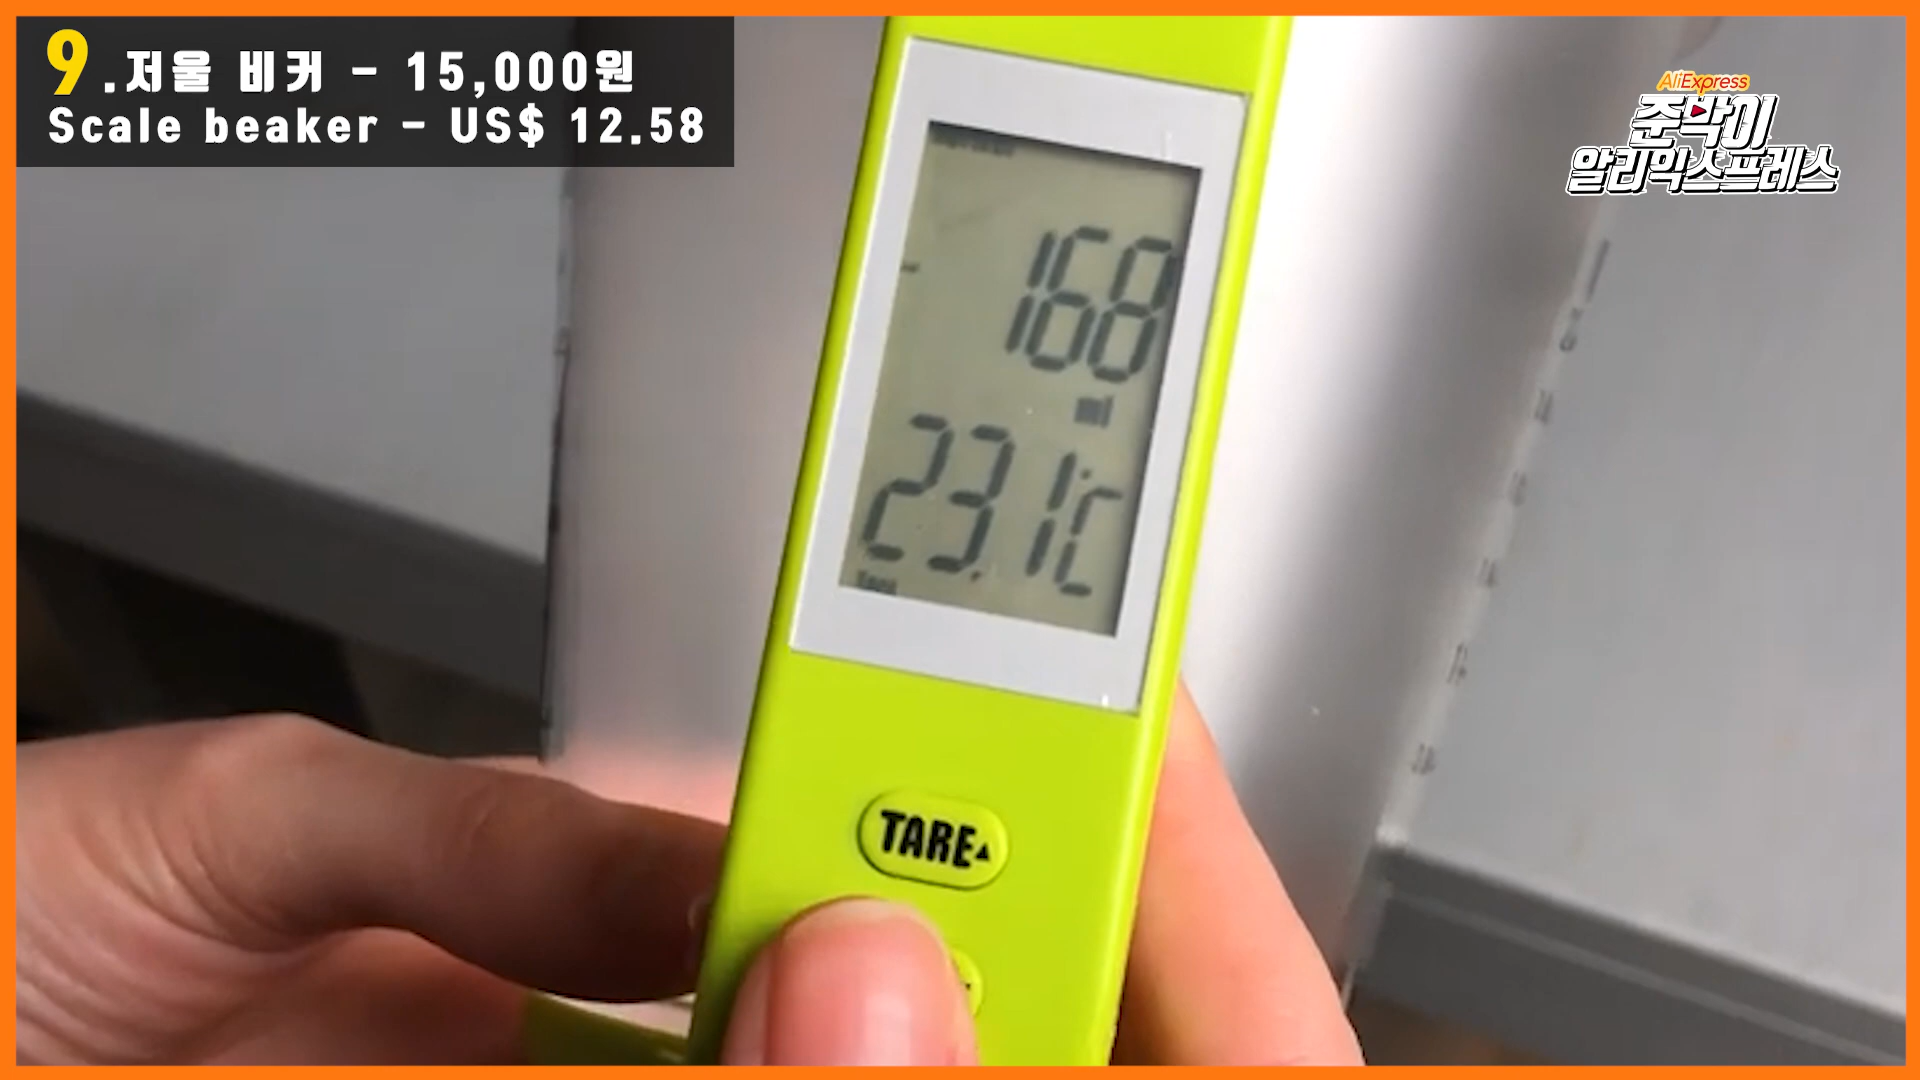 9.저울 비커 - 15,000원
Scale beaker - US$ 12.58
AliExpress
준박이
알리익스프레스
168
ml
23.1°C
TARE▲